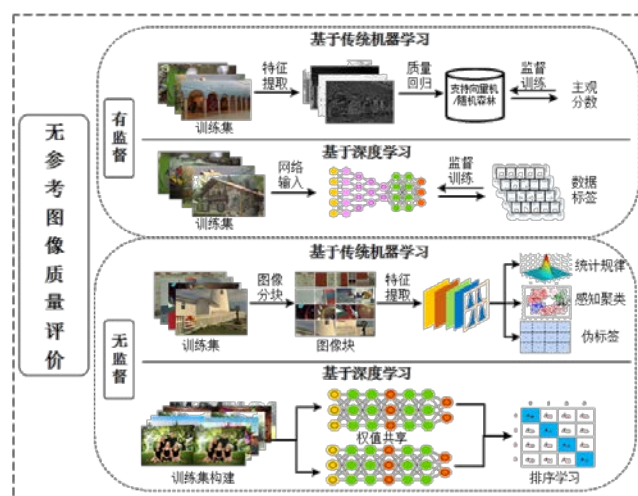 无参考图像质量评价
有监督
基于传统机器学习
训练集
特征
提取
质量
回归
支持向量机
/随机森林
监督
训练
主观
分数
基于深度学习
训练集
网络
输入
监督
训练
数据
标签
无监督
基于传统机器学习
训练集
图像
分块
图像块
特征
提取
统计规律
感知聚类
伪标签
基于深度学习
训练集构建
权值共享
排序学习